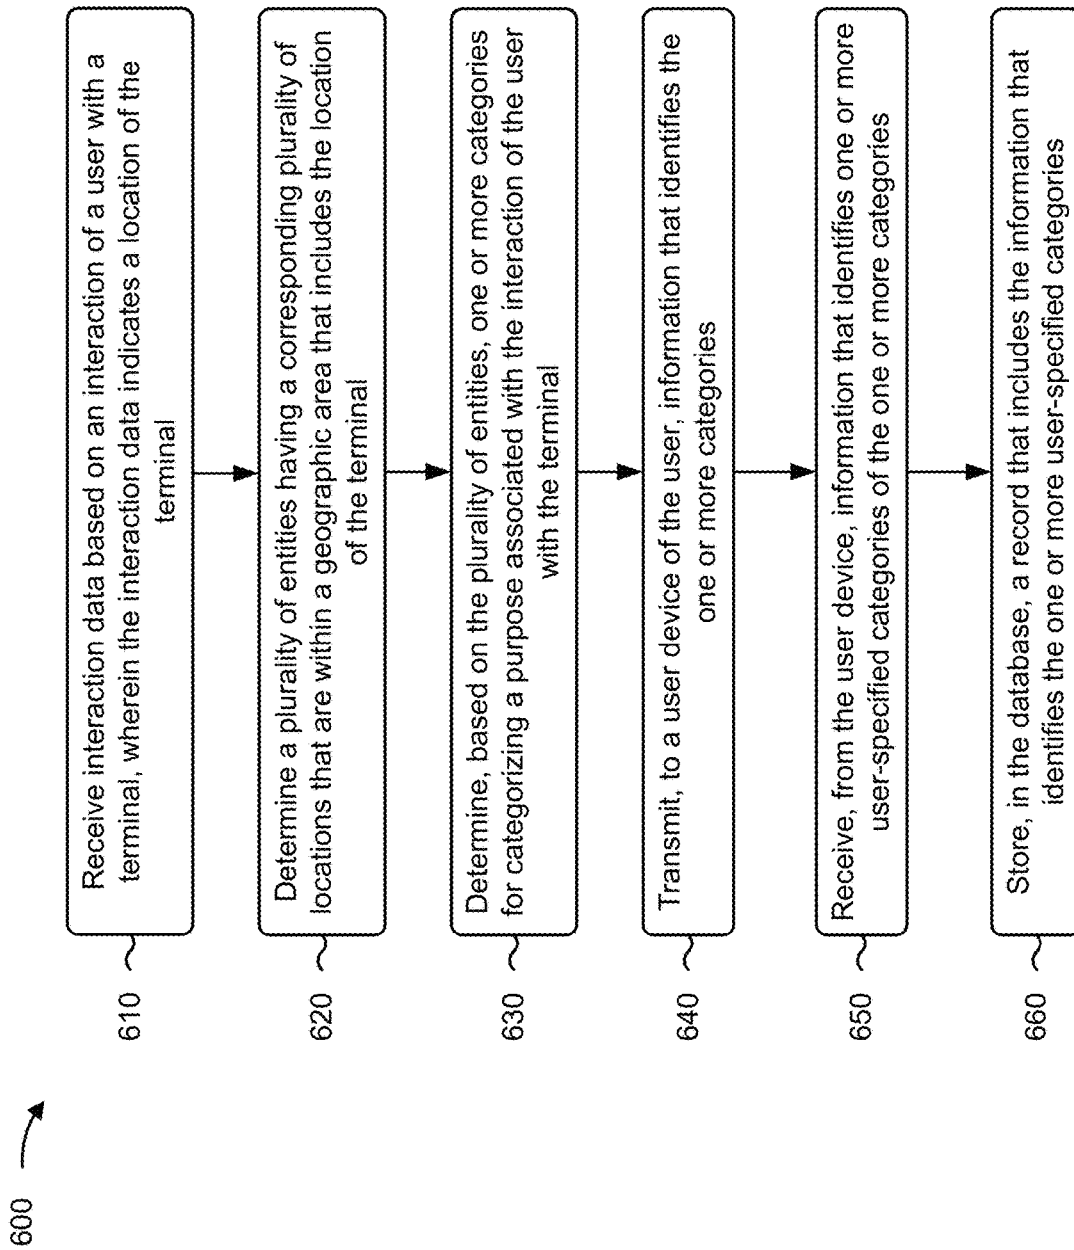 600
610
Receive interaction data based on an interaction of a user with a
terminal, wherein the interaction data indicates a location of the
terminal
620
Determine a plurality of entities having a corresponding plurality of
locations that are within a geographic area that includes the location
of the terminal
630
Determine, based on the plurality of entities, one or more categories
for categorizing a purpose associated with the interaction of the user
with the terminal
640
Transmit, to a user device of the user, information that identifies the
one or more categories
650
Receive, from the user device, information that identifies one or more
user-specified categories of the one or more categories
660
Store, in the database, a record that includes the information that
identifies the one or more user-specified categories